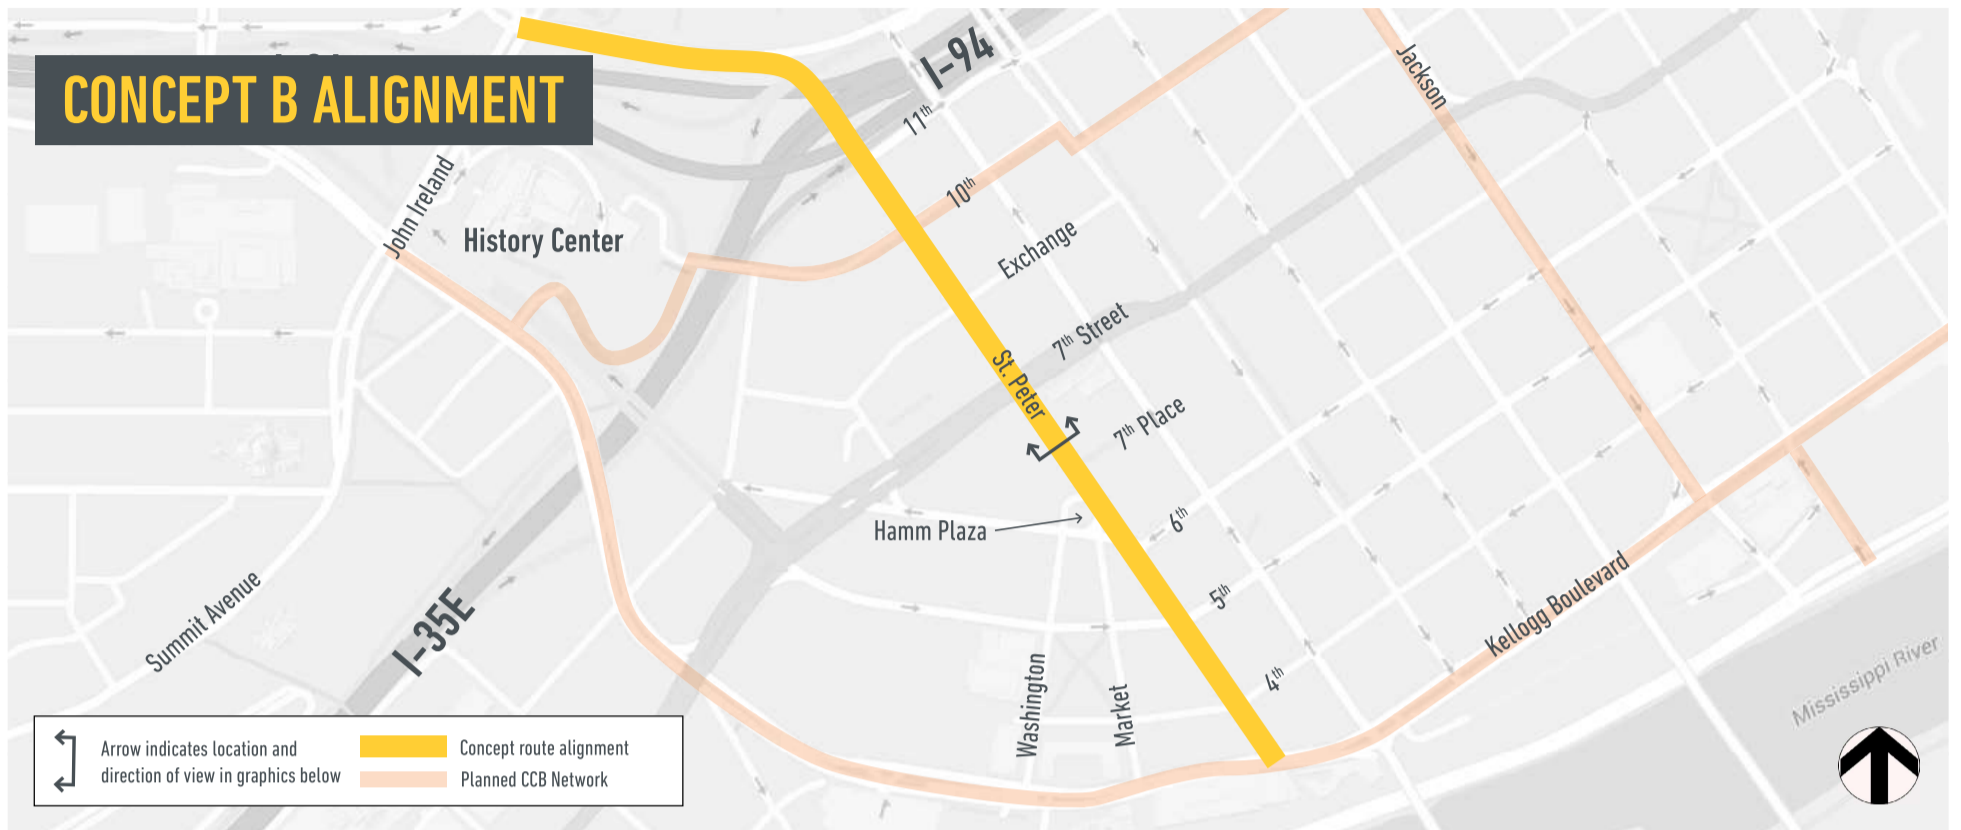 I-94
CONCEPT B ALIGNMENT
11th
Jackson
John Ireland
History Center
10th
Exchange
7th Street
St. Peter
7th Place
Hamm Plaza
6th
5th
4th
Summit Avenue
I-35E
Washington
Market
Kellogg Boulevard
Mississippi River
Arrow indicates location and
direction of view in graphics below
Concept route alignment
Planned CCB Network